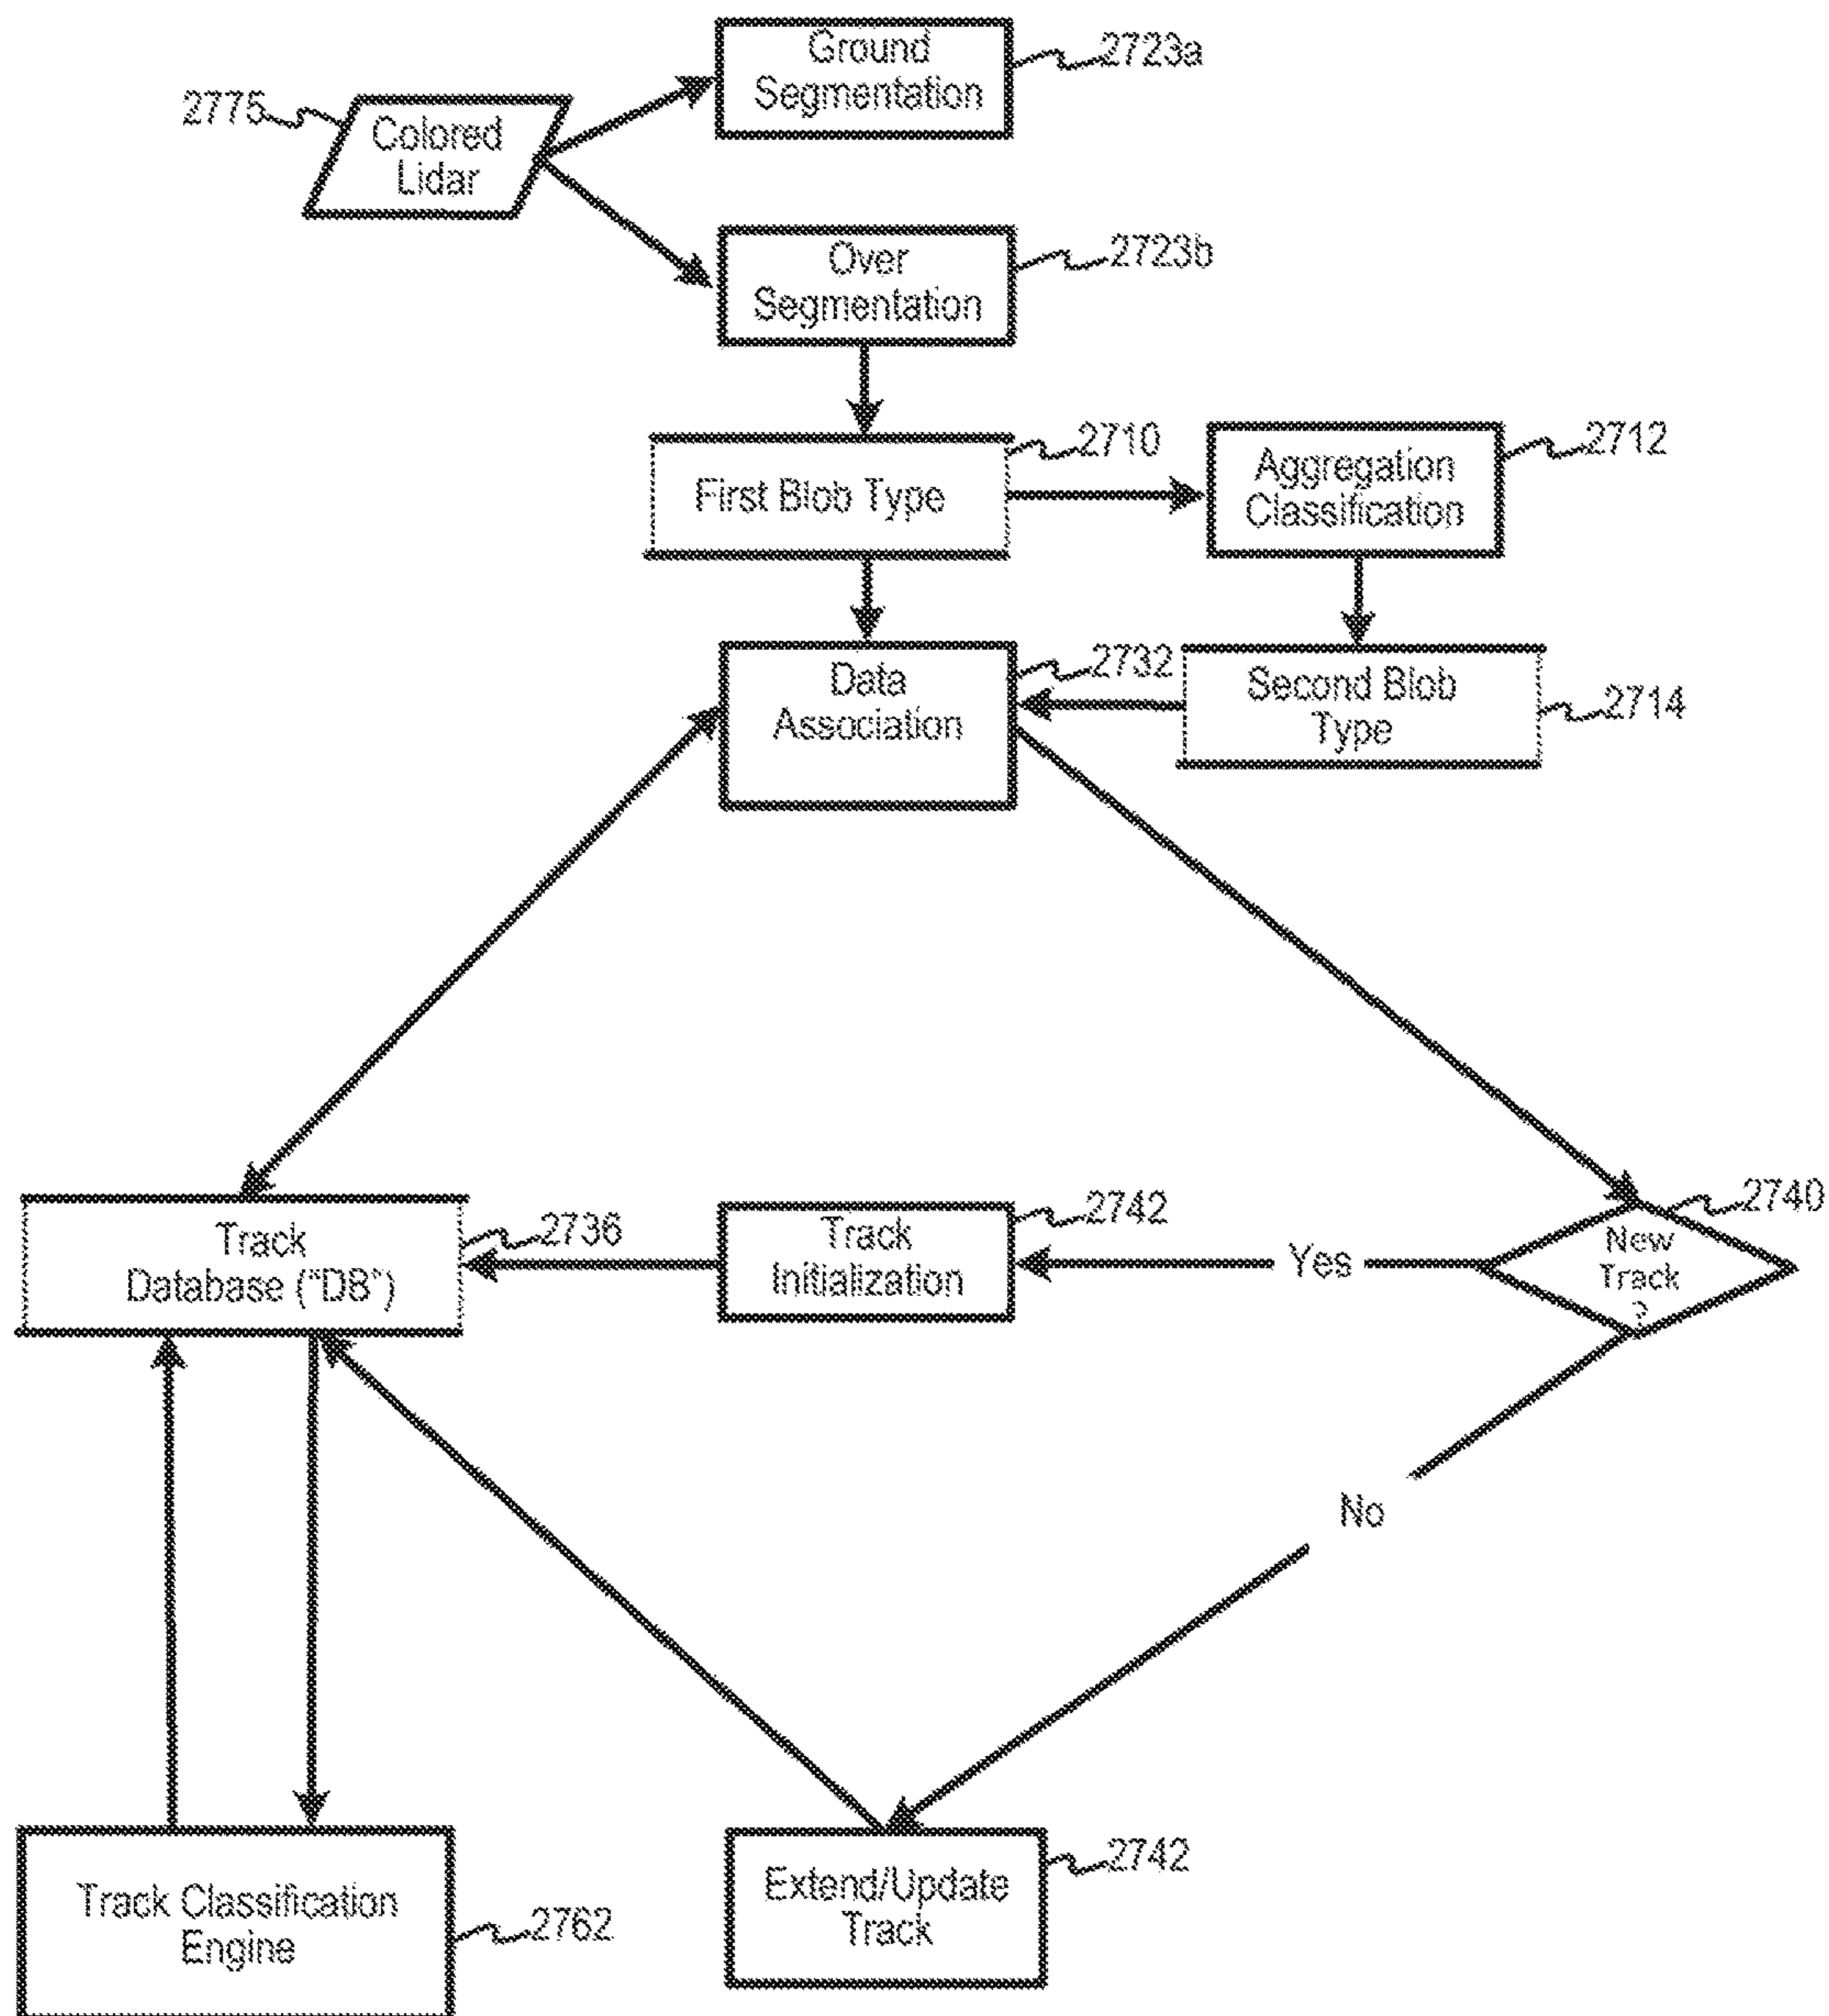 Ground
Segmentation
2723a
2775
Colored
Lidar
Over
Segmentation
2723b
First Blob Type
2710
Aggregation
Classification
2712
Data
Association
2732
Second Blob
Type
2714
Track
Database ("DB")
2736
Track
Initialization
2742
Yes
New
Track
?
2740
No
Track Classification
Engine
2762
Extend/Update
Track
2742